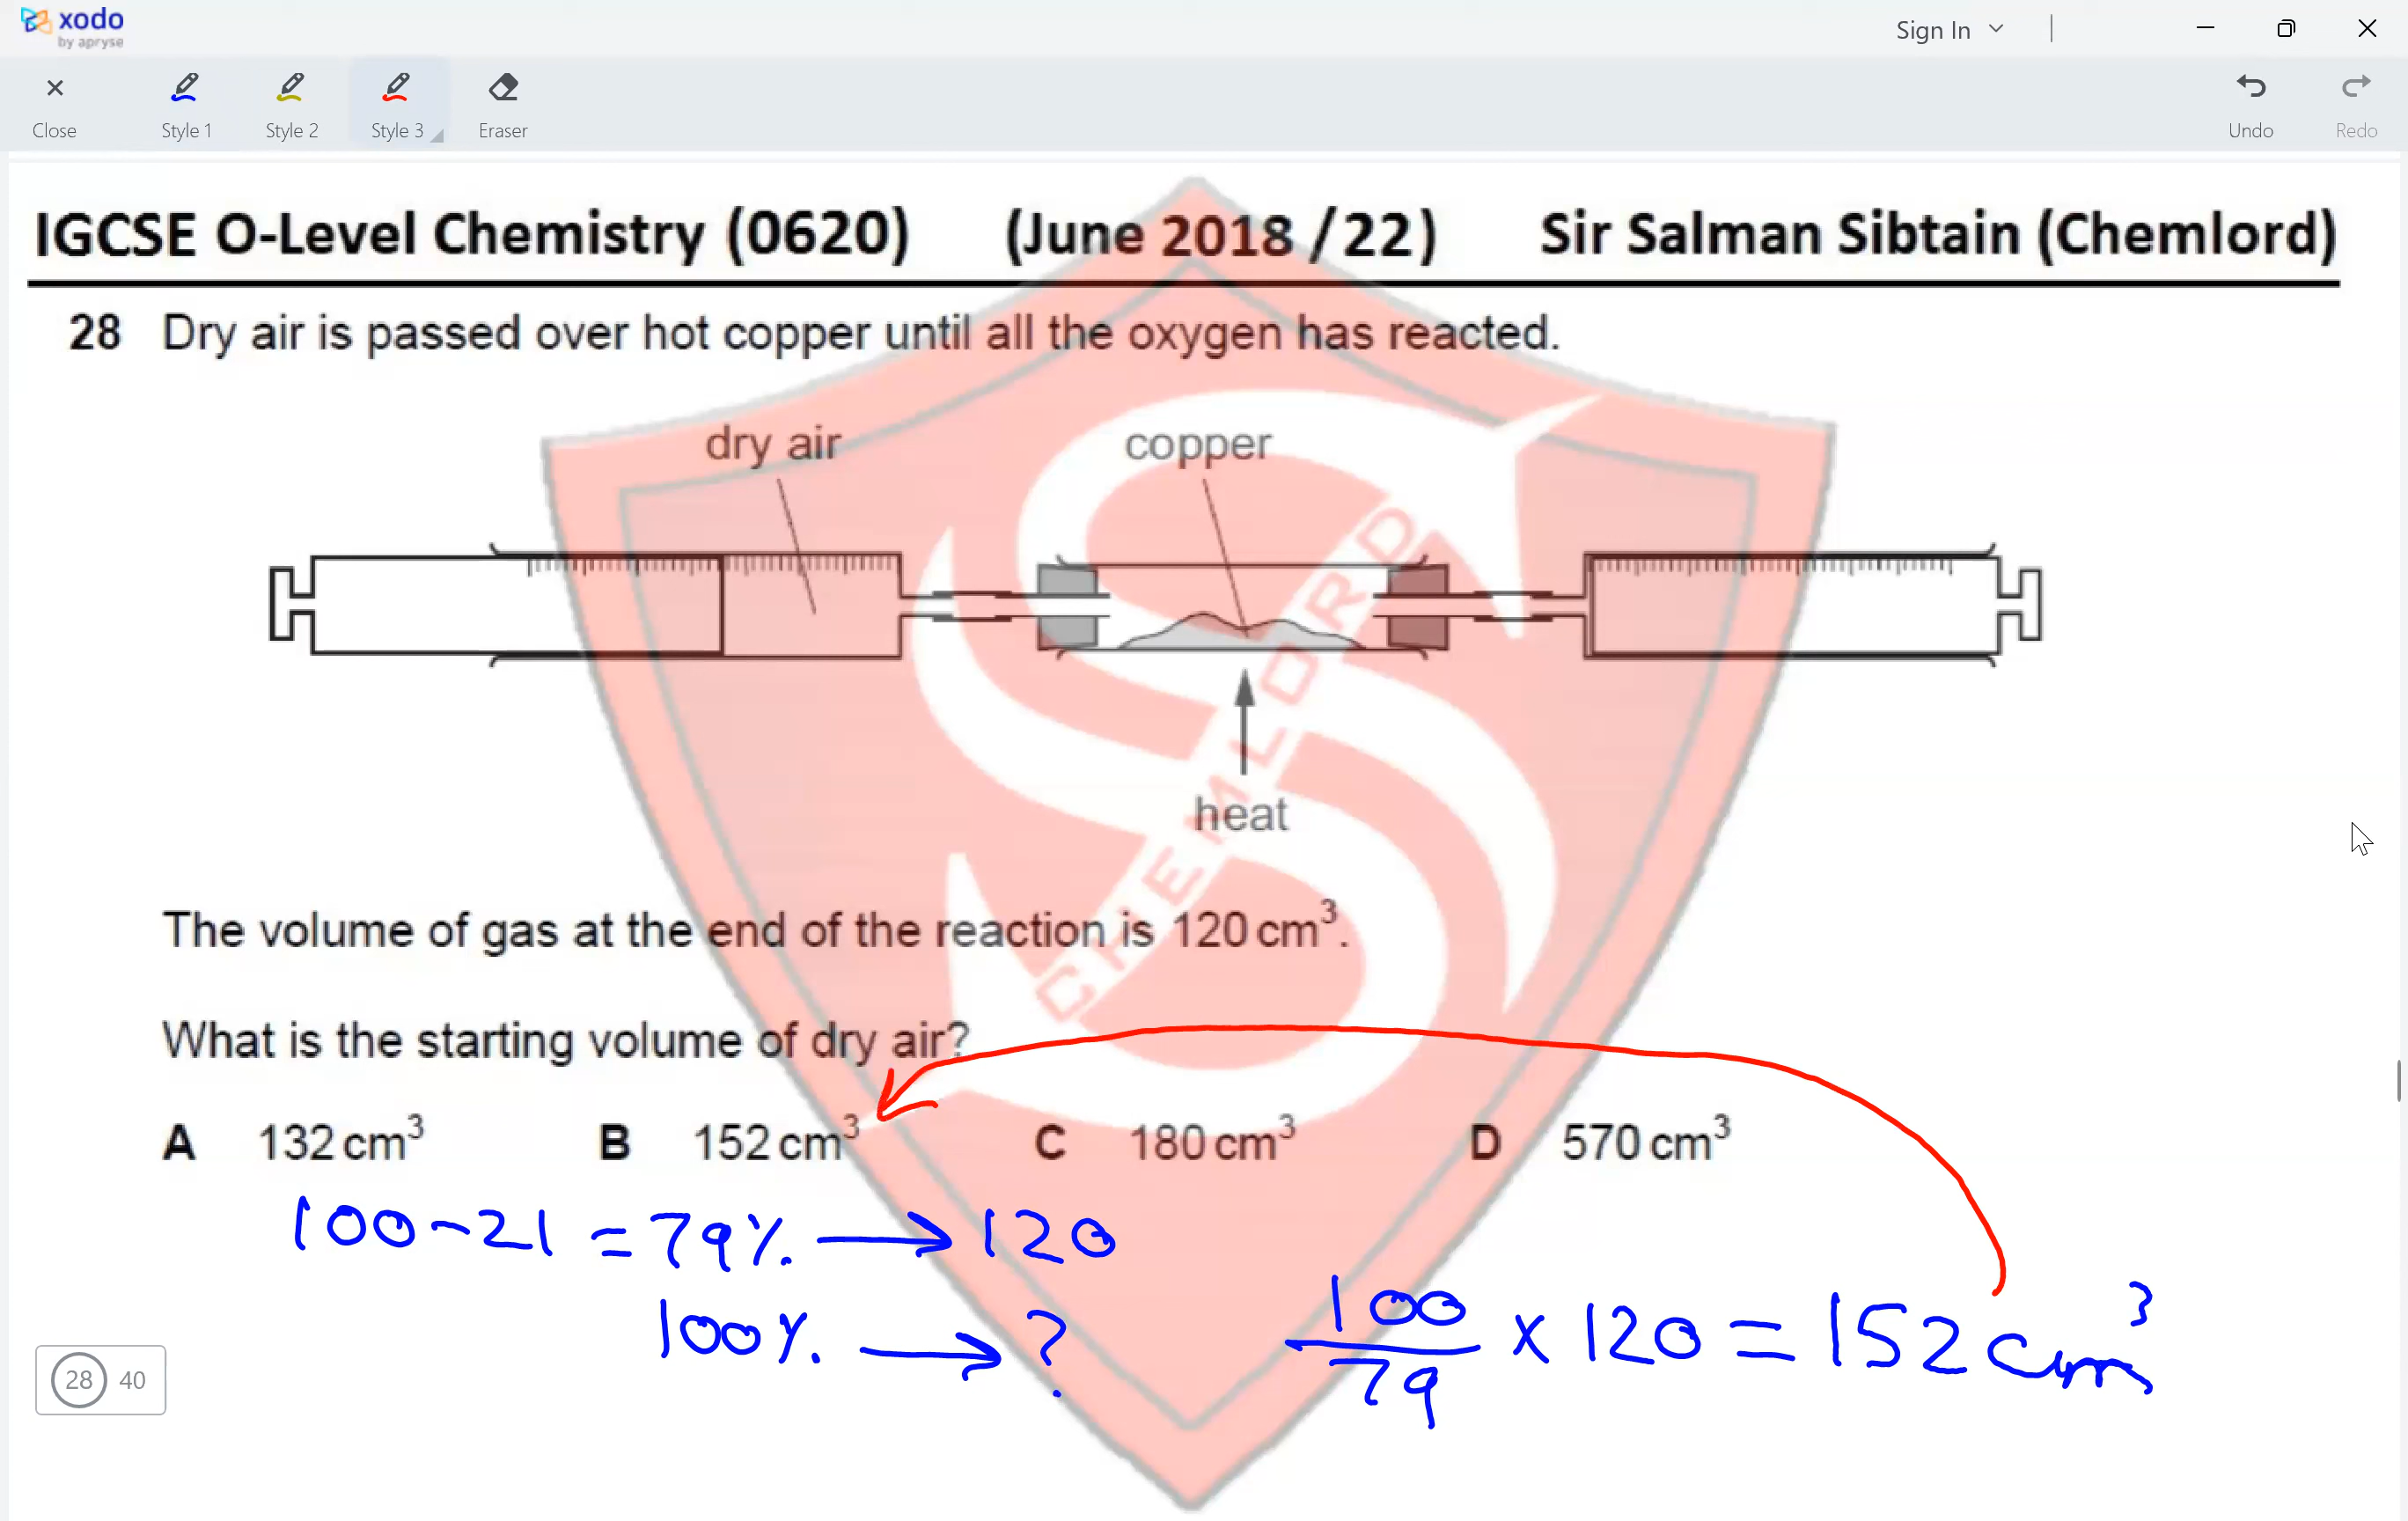 xodo
by apryse
Sign In
Close
Style 1
Style 2
Style 3
Eraser
Undo
Redo
IGCSE O-Level Chemistry (0620) (June 2018 /22) Sir Salman Sibtain (Chemlord)
28 Dry air is passed over hot copper until all the oxygen has reacted.
dry air
copper
CHEMLORD
heat
The volume of gas at the end of the reaction is 120 cm³.
What is the starting volume of dry air?
A 132 cm³ B 152 cm³ C 180 cm³ D 570 cm³
100-21 = 79% → 120
100% → ?
100/79 × 120 = 152 cm³
28 40